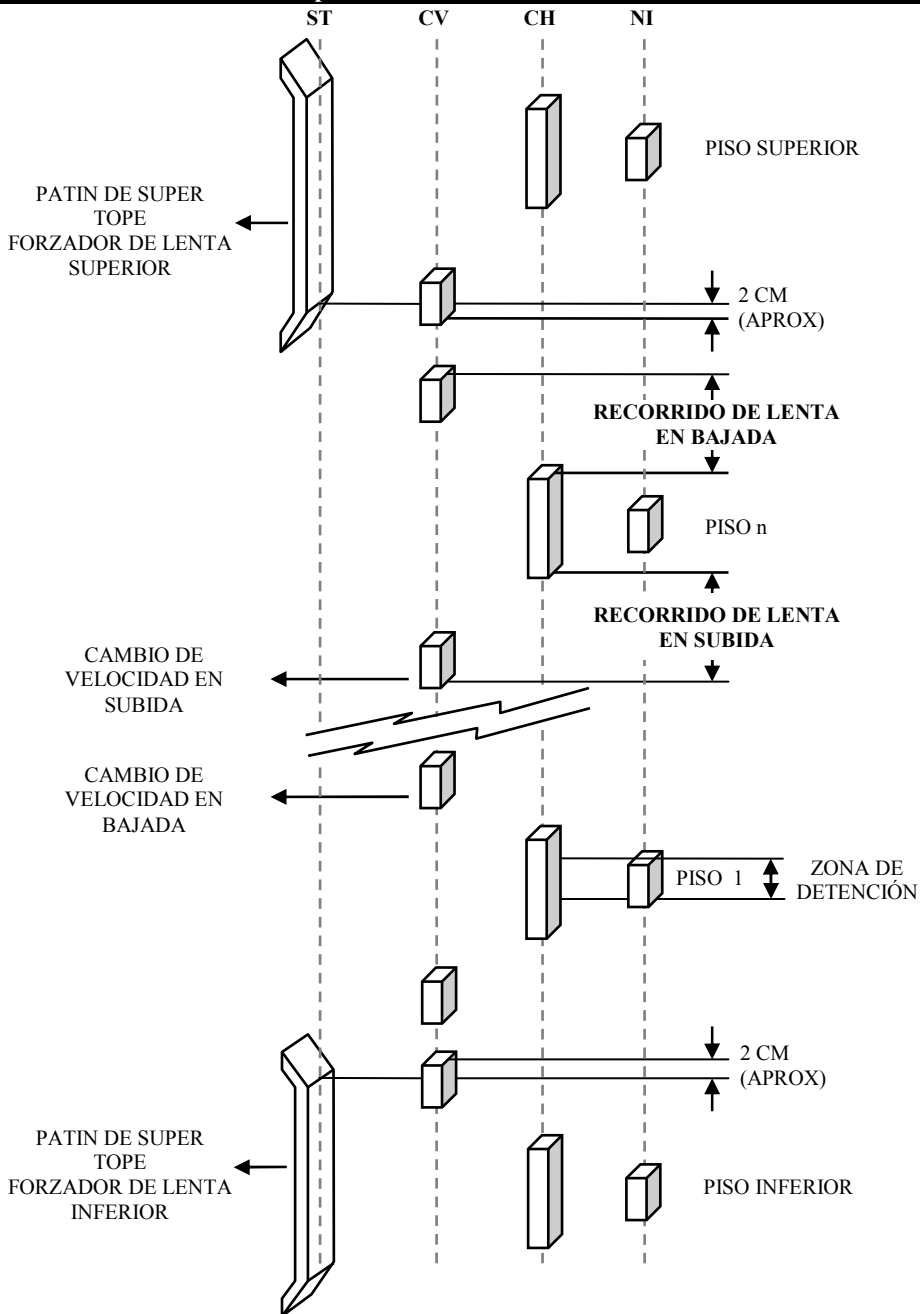 ST CV CH NI
PISO SUPERIOR
PATIN DE SUPER
TOPE
FORZADOR DE LENTA
SUPERIOR
2 CM
(APROX)
RECORRIDO DE LENTA
EN BAJADA
PISO n
RECORRIDO DE LENTA
EN SUBIDA
CAMBIO DE
VELOCIDAD EN
SUBIDA
CAMBIO DE
VELOCIDAD EN
BAJADA
PISO 1
ZONA DE
DETENCIÓN
2 CM
(APROX)
PATIN DE SUPER
TOPE
FORZADOR DE LENTA
INFERIOR
PISO INFERIOR